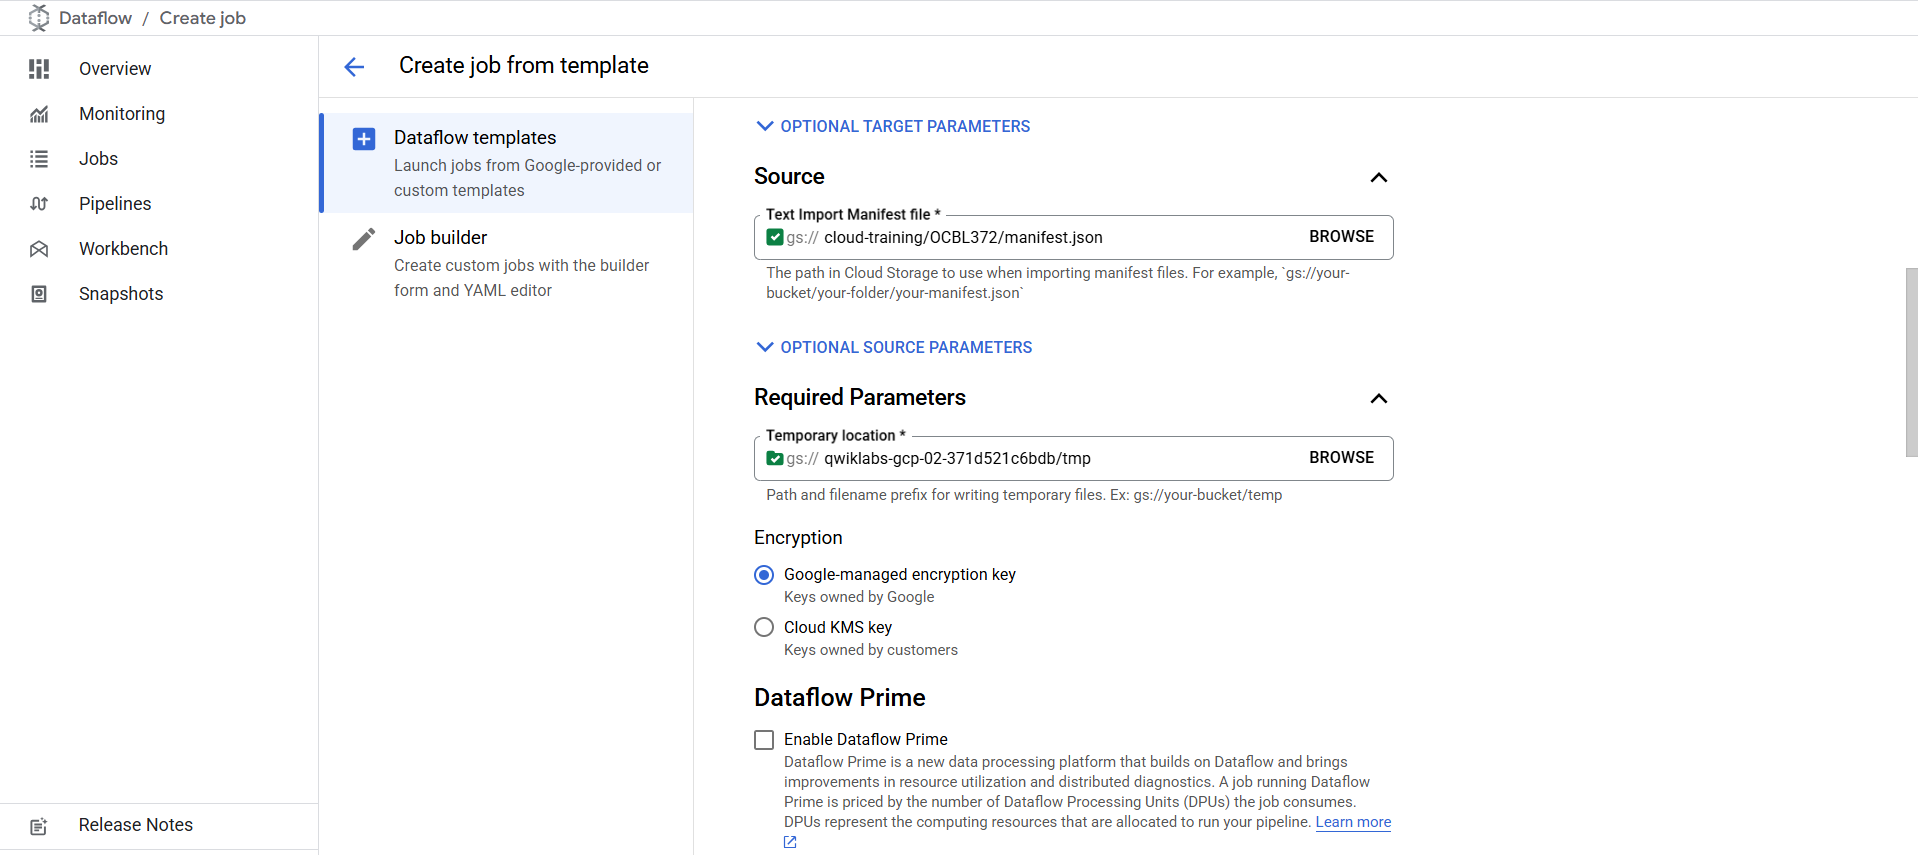 Dataflow / Create job
Overview
Monitoring
Jobs
Pipelines
Workbench
Snapshots
Release Notes
Create job from template
Dataflow templates
Launch jobs from Google-provided or
custom templates
Job builder
Create custom jobs with the builder
form and YAML editor
OPTIONAL TARGET PARAMETERS
Source
Text Import Manifest file *
gs:// cloud-training/OCBL372/manifest.json BROWSE
The path in Cloud Storage to use when importing manifest files. For example, `gs://your-
bucket/your-folder/your-manifest.json`
OPTIONAL SOURCE PARAMETERS
Required Parameters
Temporary location *
gs:// qwiklabs-gcp-02-371d521c6bdb/tmp BROWSE
Path and filename prefix for writing temporary files. Ex: gs://your-bucket/temp
Encryption
Google-managed encryption key
Keys owned by Google
Cloud KMS key
Keys owned by customers
Dataflow Prime
Enable Dataflow Prime
Dataflow Prime is a new data processing platform that builds on Dataflow and brings
improvements in resource utilization and distributed diagnostics. A job running Dataflow
Prime is priced by the number of Dataflow Processing Units (DPUs) the job consumes.
DPUs represent the computing resources that are allocated to run your pipeline. Learn more